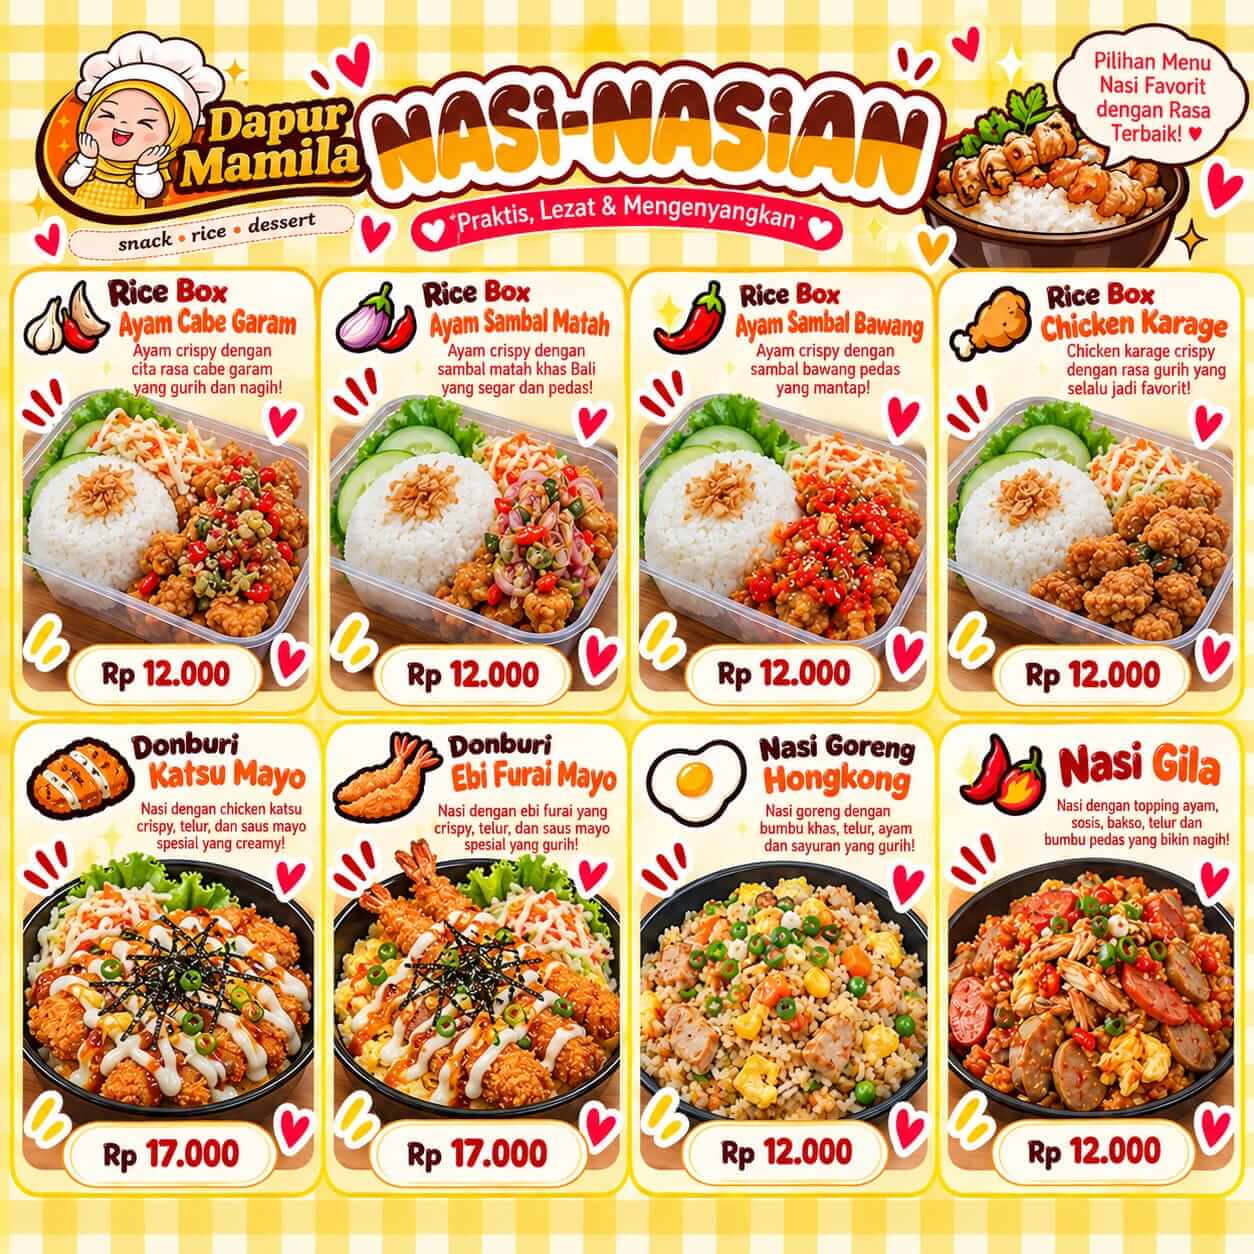 Dapur
Mamila
snack • rice • dessert
NASi-NASiAN
"Praktis, Lezat & Mengenyangkan"
Pilihan Menu
Nasi Favorit
dengan Rasa
Terbaik! ♥
Rice Box
Ayam Cabe Garam
Ayam crispy dengan
cita rasa cabe garam
yang gurih dan nagih!
Rp 12.000
Rice Box
Ayam Sambal Matah
Ayam crispy dengan
sambal matah khas Bali
yang segar dan pedas!
Rp 12.000
Rice Box
Ayam Sambal Bawang
Ayam crispy dengan
sambal bawang pedas
yang mantap!
Rp 12.000
Rice Box
Chicken Karage
Chicken karage crispy
dengan rasa gurih yang
selalu jadi favorit!
Rp 12.000
Donburi
Katsu Mayo
Nasi dengan chicken katsu
crispy, telur, dan saus mayo
spesial yang creamy!
Rp 17.000
Donburi
Ebi Furai Mayo
Nasi dengan ebi furai yang
crispy, telur, dan saus mayo
spesial yang gurih!
Rp 17.000
Nasi Goreng
Hongkong
Nasi goreng dengan
bumbu khas, telur, ayam
dan sayuran yang gurih!
Rp 12.000
Nasi Gila
Nasi dengan topping ayam,
sosis, bakso, telur dan
bumbu pedas yang bikin nagih!
Rp 12.000